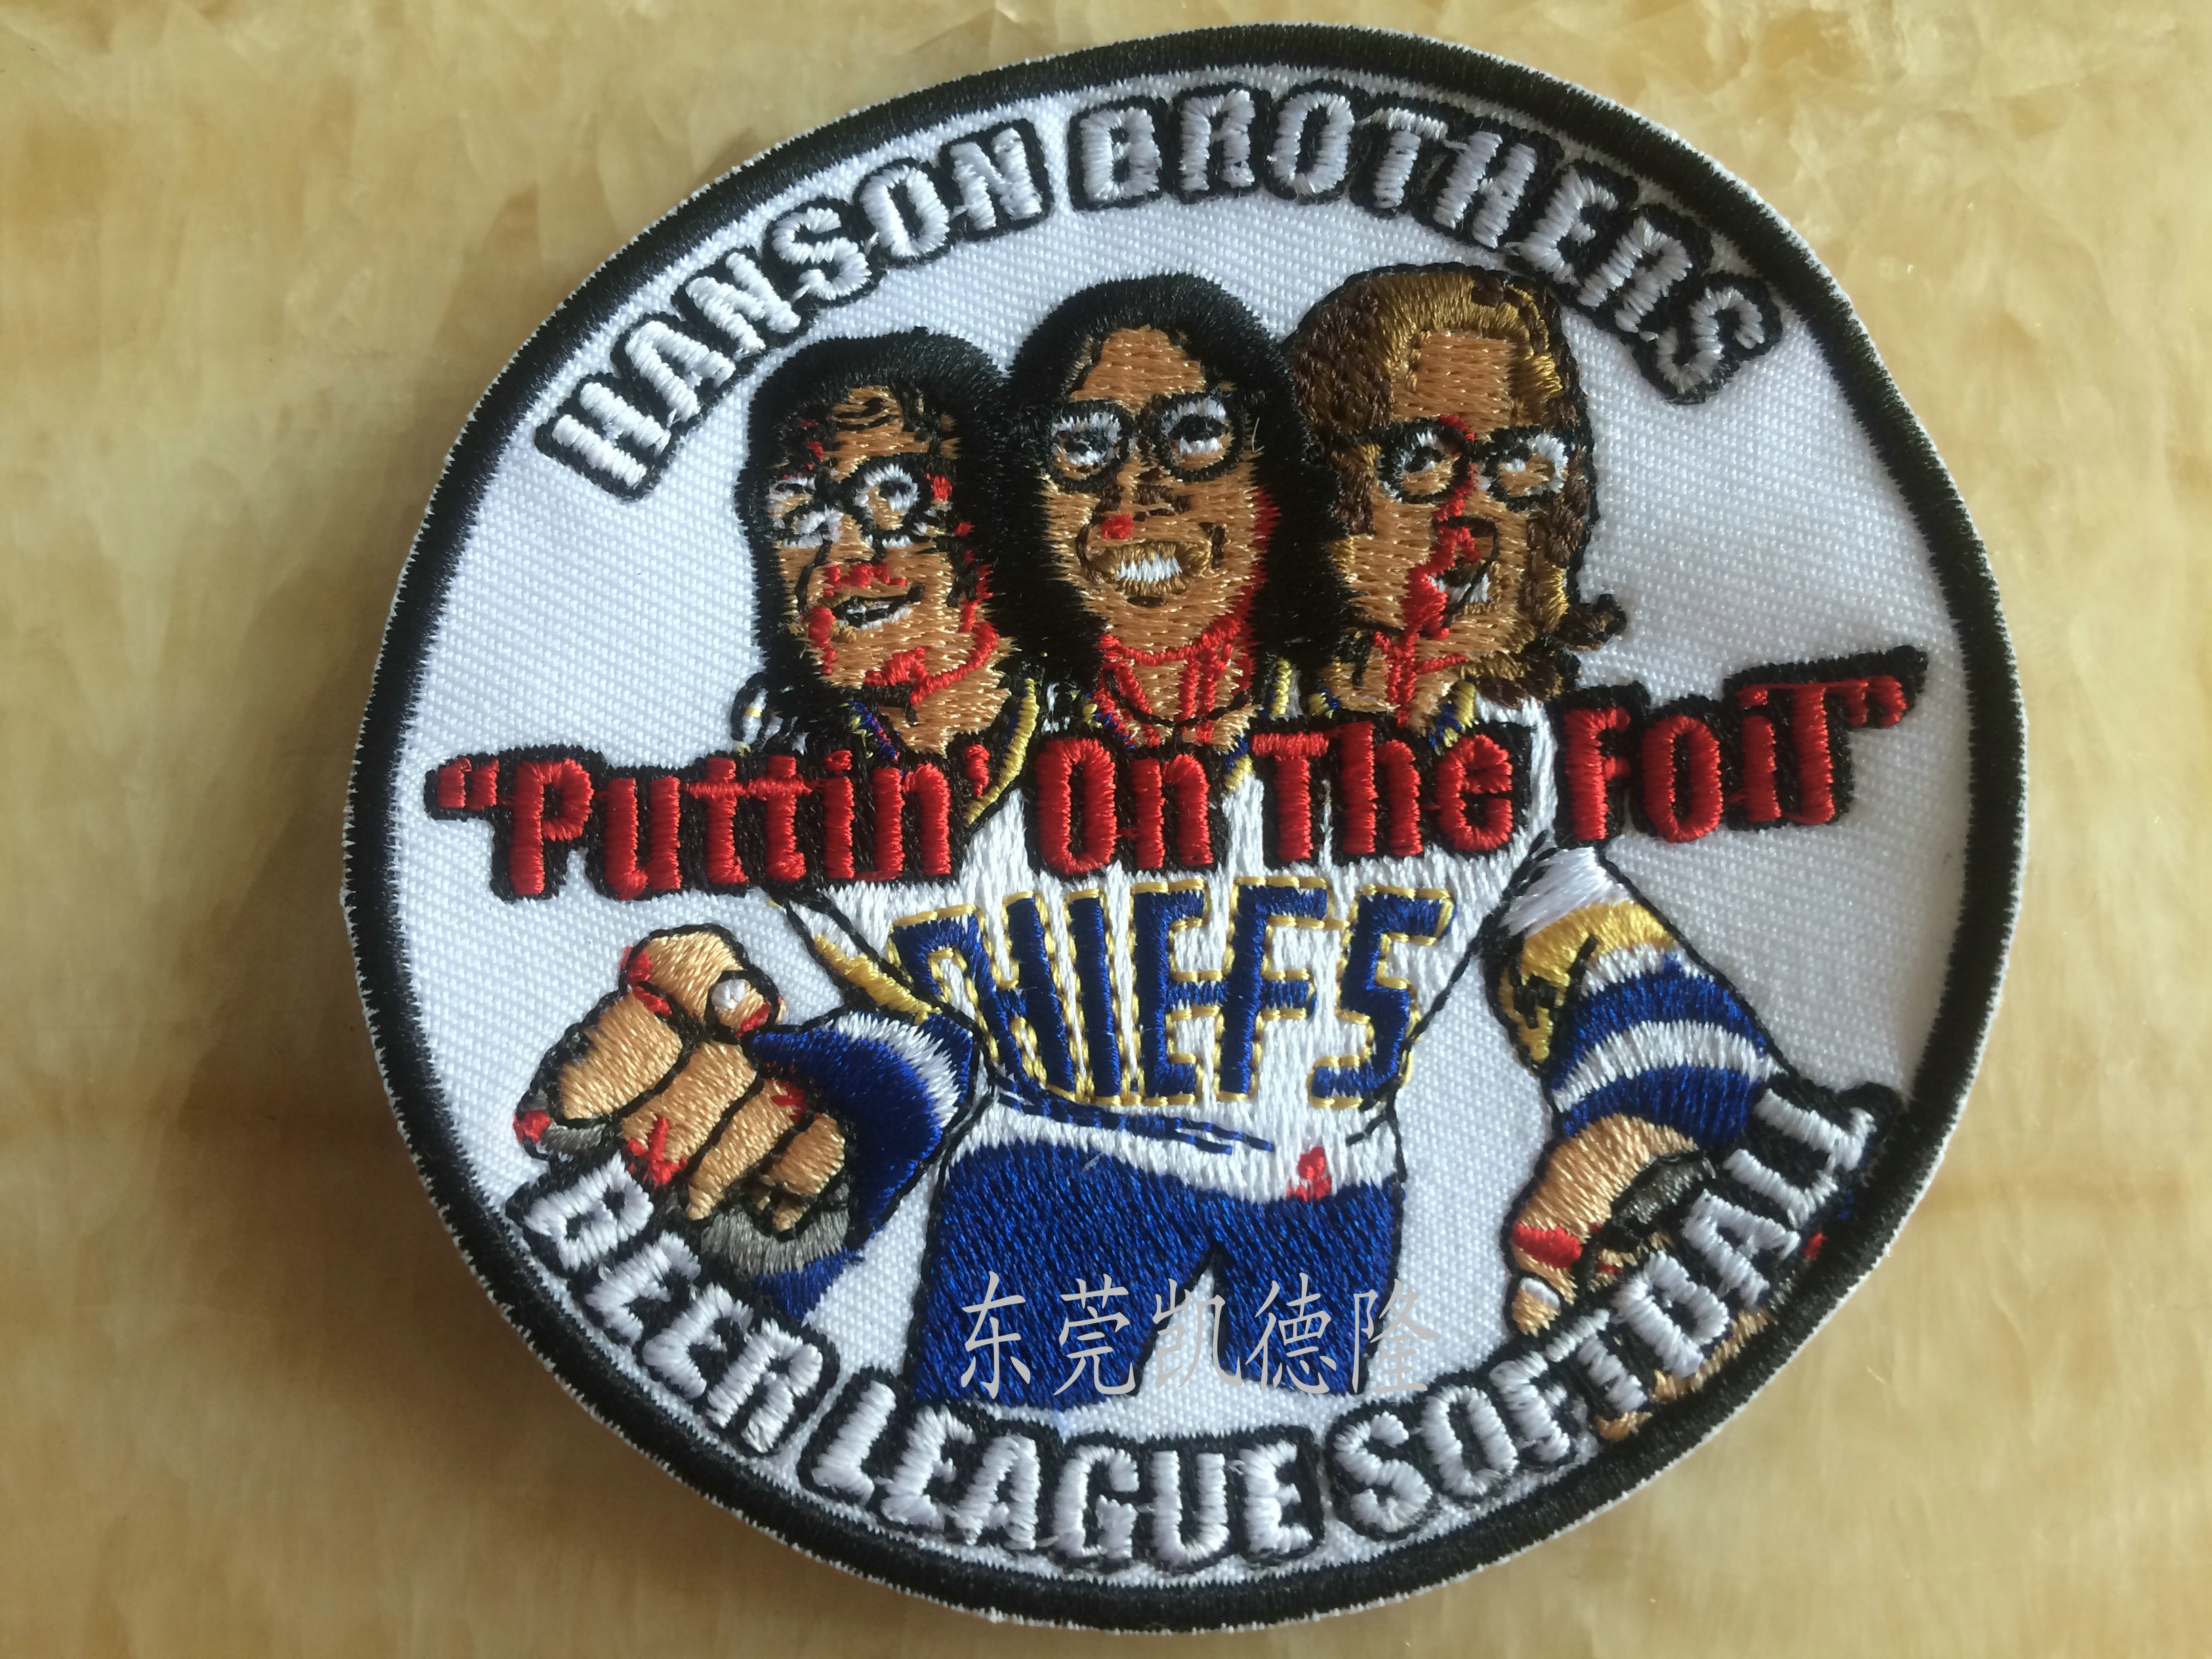 HANSON BROTHERS
"Puttin' On The Foil"
CHIEFS
东莞凯德隆
BEER LEAGUE SOFTBALL